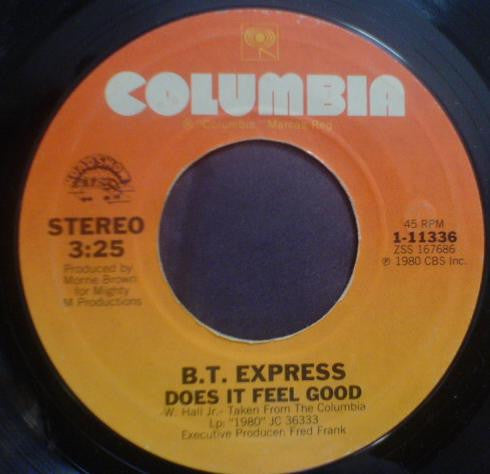 COLUMBIA
® "Columbia," Marcas Reg
ROADSHOW
STEREO
3:25
Produced by
Morrie Brown
for Mighty
M Productions
45 RPM
1-11336
ZSS 167686
℗ 1980 CBS Inc.
B.T. EXPRESS
DOES IT FEEL GOOD
-W. Hall Jr.- Taken From The Columbia
Lp: "1980" JC 36333
Executive Producer: Fred Frank